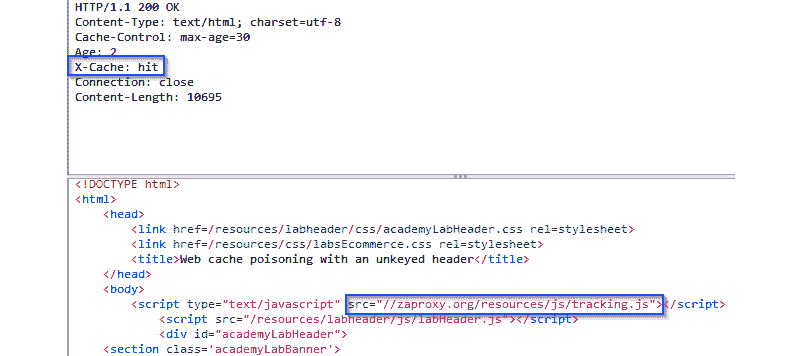 HTTP/1.1 200 OK
Content-Type: text/html; charset=utf-8
Cache-Control: max-age=30
Age: 2
X-Cache: hit
Connection: close
Content-Length: 10695
<!DOCTYPE html>
<html>
<head>
<link href=/resources/labheader/css/academyLabHeader.css rel=stylesheet>
<link href=/resources/css/labsEcommerce.css rel=stylesheet>
<title>Web cache poisoning with an unkeyed header</title>
</head>
<body>
<script type="text/javascript" src="//zaproxy.org/resources/js/tracking.js"></script>
<script src="/resources/labheader/js/labHeader.js"></script>
<div id="academyLabHeader">
<section class='academyLabBanner'>